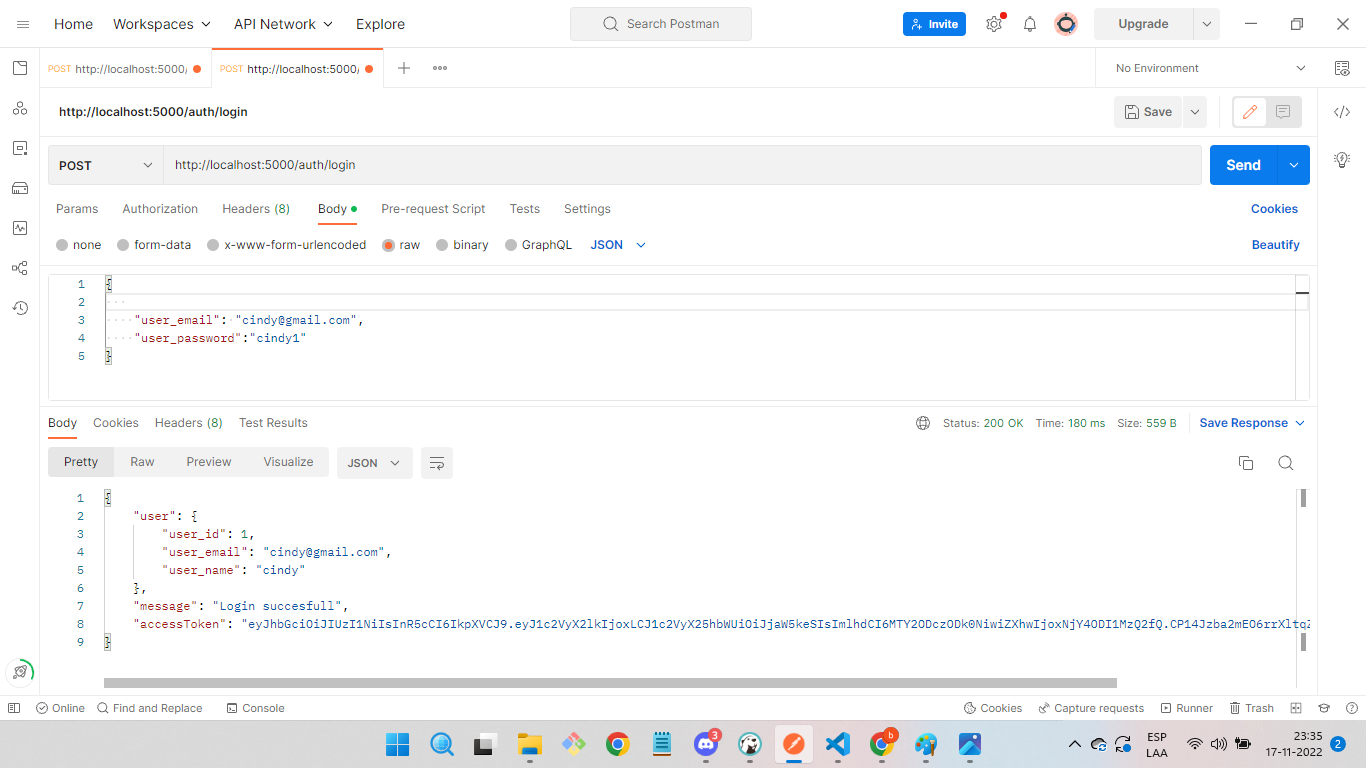 Home Workspaces API Network Explore Search Postman Invite Upgrade
POST http://localhost:5000/ POST http://localhost:5000/ No Environment
http://localhost:5000/auth/login Save
POST http://localhost:5000/auth/login Send
Params Authorization Headers (8) Body Pre-request Script Tests Settings Cookies
none form-data x-www-form-urlencoded raw binary GraphQL JSON Beautify
1 {
2
3 "user_email": "cindy@gmail.com",
4 "user_password":"cindy1"
5 }
Body Cookies Headers (8) Test Results Status: 200 OK Time: 180 ms Size: 559 B Save Response
Pretty Raw Preview Visualize JSON
1 {
2 "user": {
3 "user_id": 1,
4 "user_email": "cindy@gmail.com",
5 "user_name": "cindy"
6 },
7 "message": "Login succesfull",
8 "accessToken": "eyJhbGciOiJIUzI1NiIsInR5cCI6IkpXVCJ9.eyJ1c2VyX2lkIjoxLCJ1c2VyX25hbWUiOiJjaW5keSIsImlhdCI6MTY2ODczODk0NiwiZXhwIjoxNjY4ODI1MzQ2fQ.CP14Jzba2mEO6rrXltqZ
9 }
Online Find and Replace Console Cookies Capture requests Runner Trash
3 b ESP 23:35
LAA 17-11-2022 2